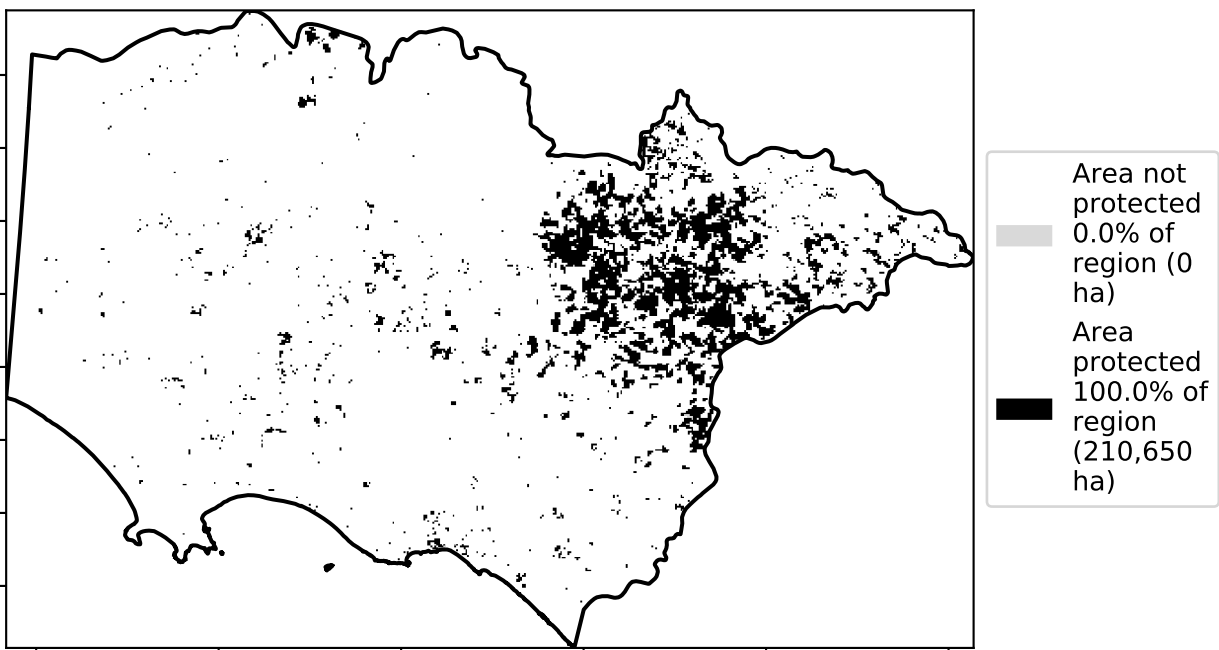 Area not
protected
0.0% of
region (0
ha)
Area
protected
100.0% of
region
(210,650
ha)